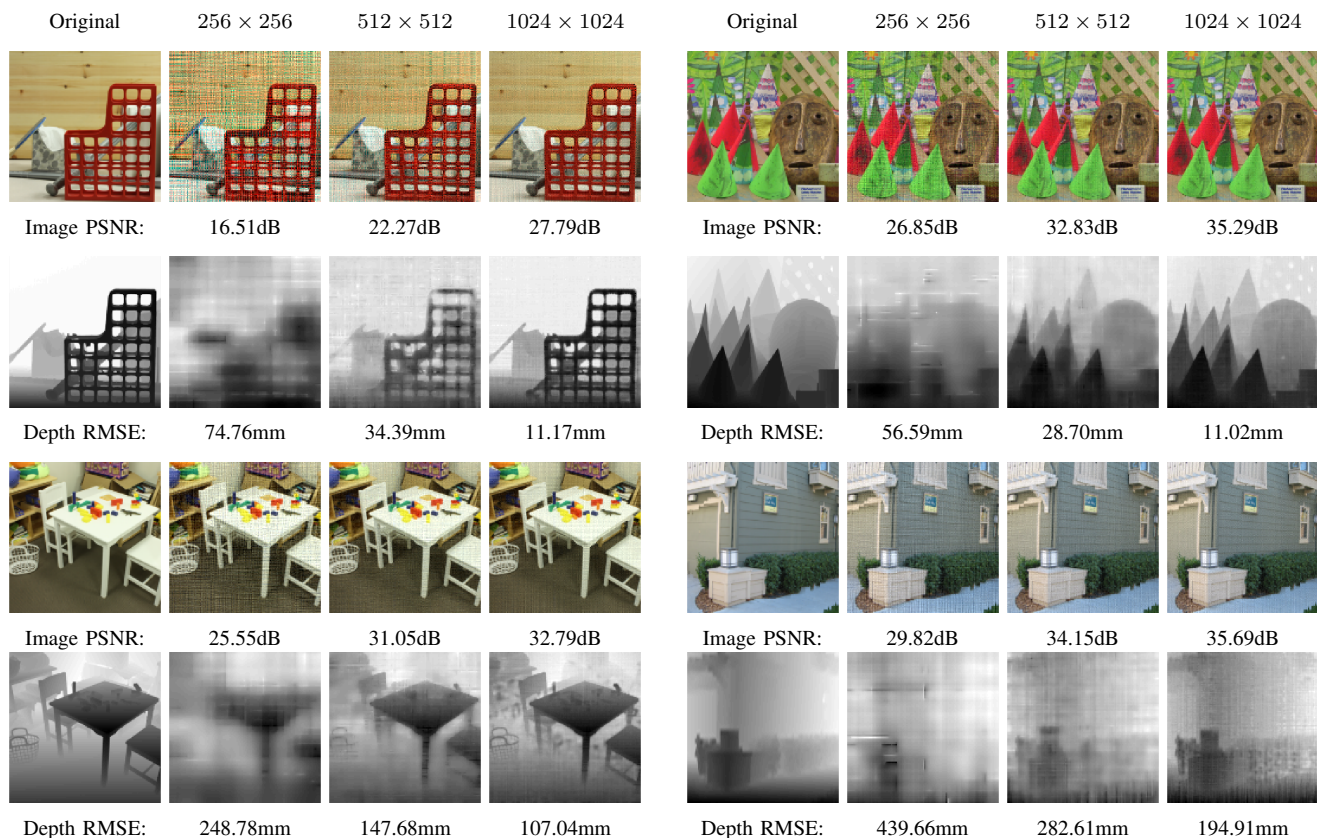 Original 256 × 256 512 × 512 1024 × 1024 Original 256 × 256 512 × 512 1024 × 1024
Image PSNR: 16.51dB 22.27dB 27.79dB Image PSNR: 26.85dB 32.83dB 35.29dB
Depth RMSE: 74.76mm 34.39mm 11.17mm Depth RMSE: 56.59mm 28.70mm 11.02mm
Image PSNR: 25.55dB 31.05dB 32.79dB Image PSNR: 29.82dB 34.15dB 35.69dB
Depth RMSE: 248.78mm 147.68mm 107.04mm Depth RMSE: 439.66mm 282.61mm 194.91mm